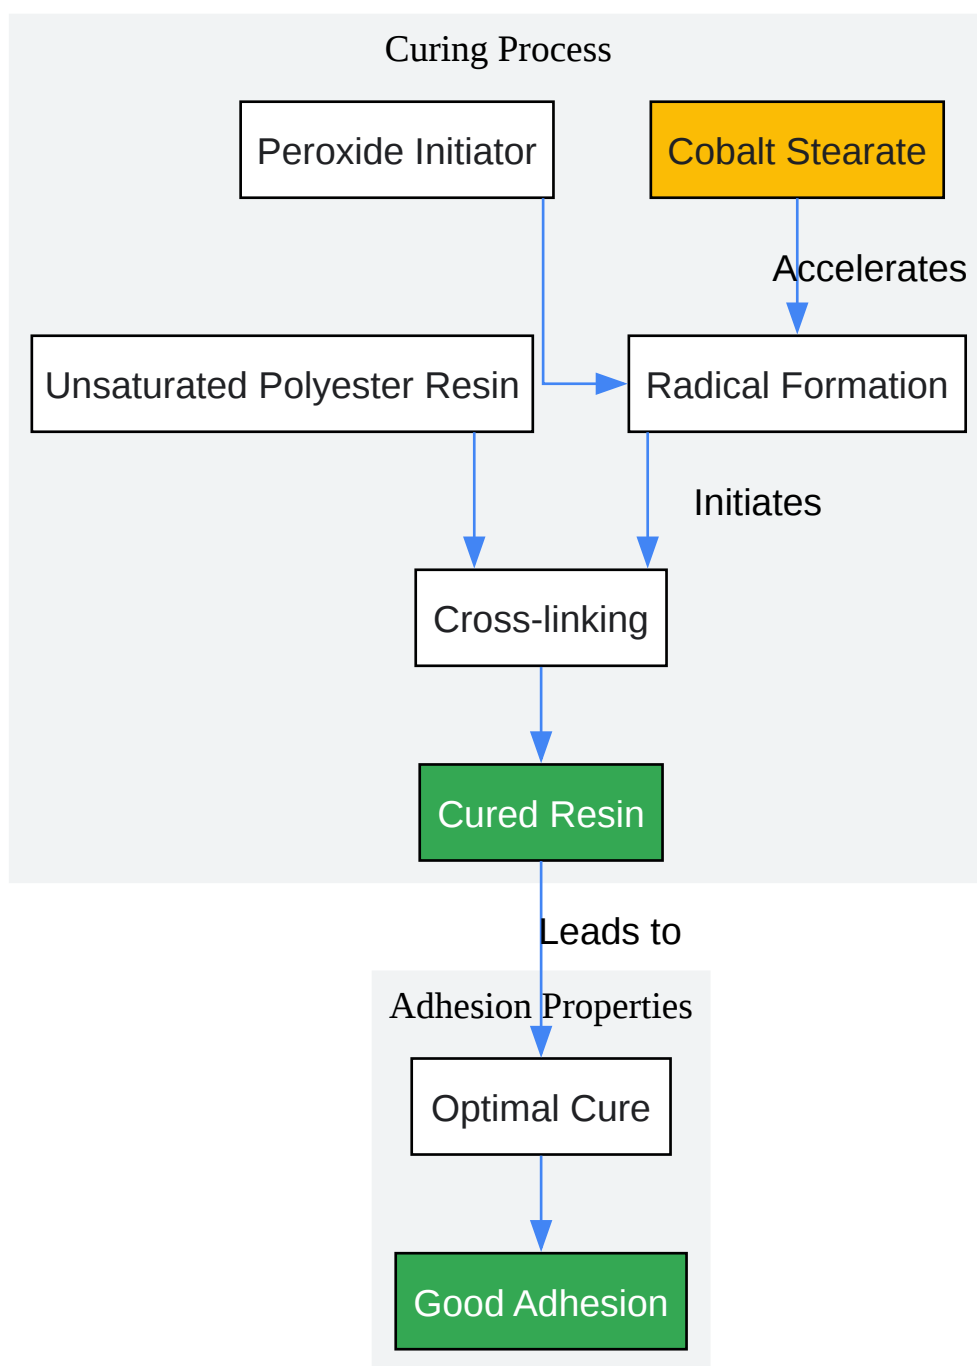 Curing Process
Peroxide Initiator
Cobalt Stearate
Accelerates
Unsaturated Polyester Resin
Radical Formation
Initiates
Cross-linking
Cured Resin
Leads to
Adhesion Properties
Optimal Cure
Good Adhesion